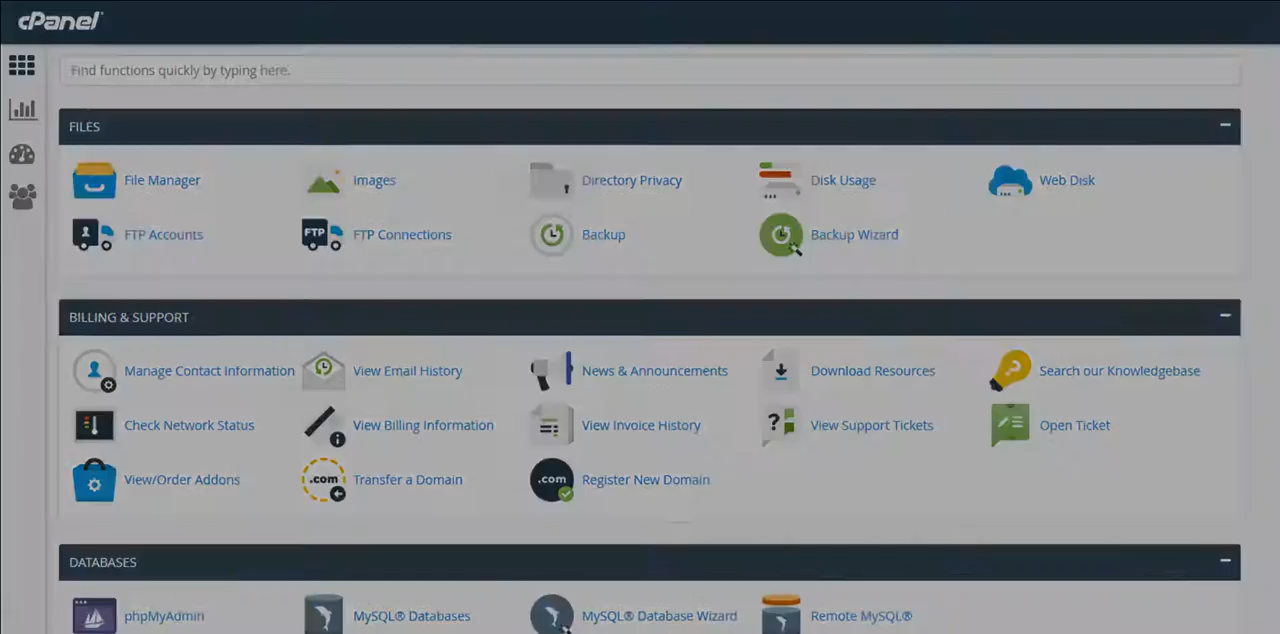 cPanel
Find functions quickly by typing here.
FILES
File Manager
Images
Directory Privacy
Disk Usage
Web Disk
FTP Accounts
FTP
FTP Connections
Backup
Backup Wizard
BILLING & SUPPORT
Manage Contact Information
View Email History
News & Announcements
Download Resources
Search our Knowledgebase
Check Network Status
View Billing Information
View Invoice History
View Support Tickets
Open Ticket
View/Order Addons
.com
Transfer a Domain
.com
Register New Domain
DATABASES
phpMyAdmin
MySQL® Databases
MySQL® Database Wizard
Remote MySQL®